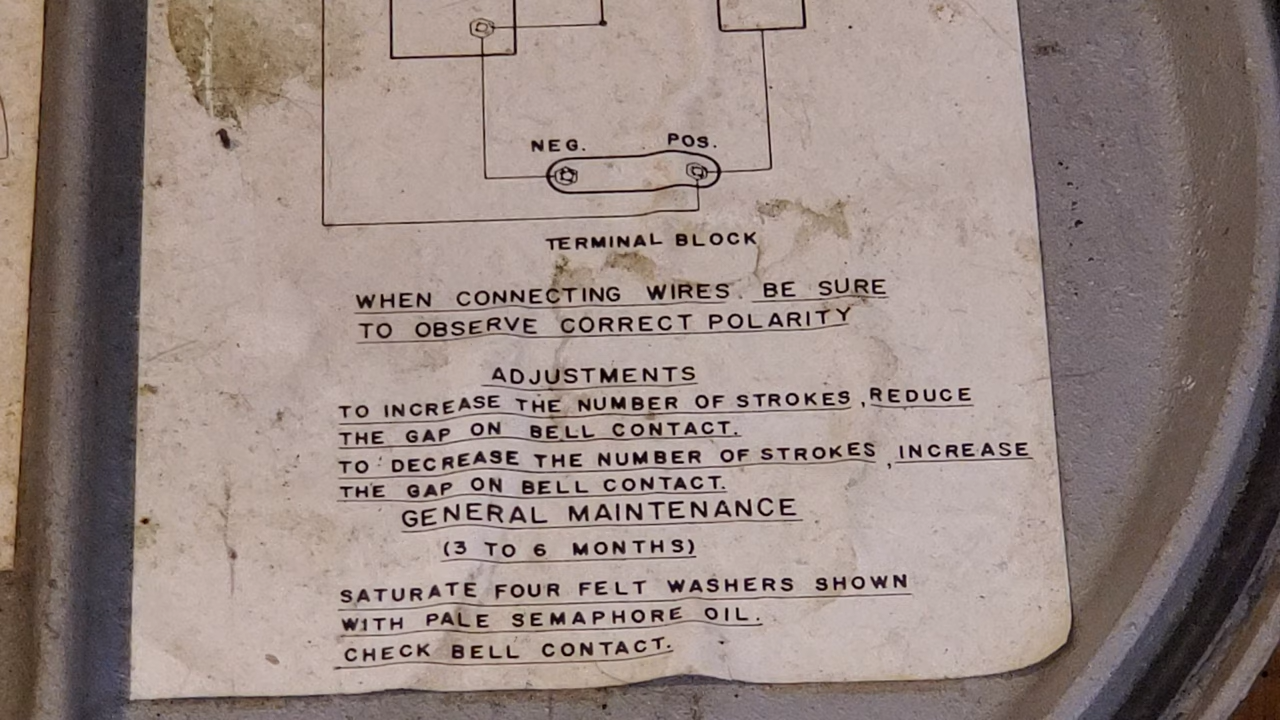 NEG. POS.
TERMINAL BLOCK
WHEN CONNECTING WIRES. BE SURE
TO OBSERVE CORRECT POLARITY
ADJUSTMENTS
TO INCREASE THE NUMBER OF STROKES, REDUCE
THE GAP ON BELL CONTACT.
TO DECREASE THE NUMBER OF STROKES, INCREASE
THE GAP ON BELL CONTACT.
GENERAL MAINTENANCE
(3 TO 6 MONTHS)
SATURATE FOUR FELT WASHERS SHOWN
WITH PALE SEMAPHORE OIL.
CHECK BELL CONTACT.